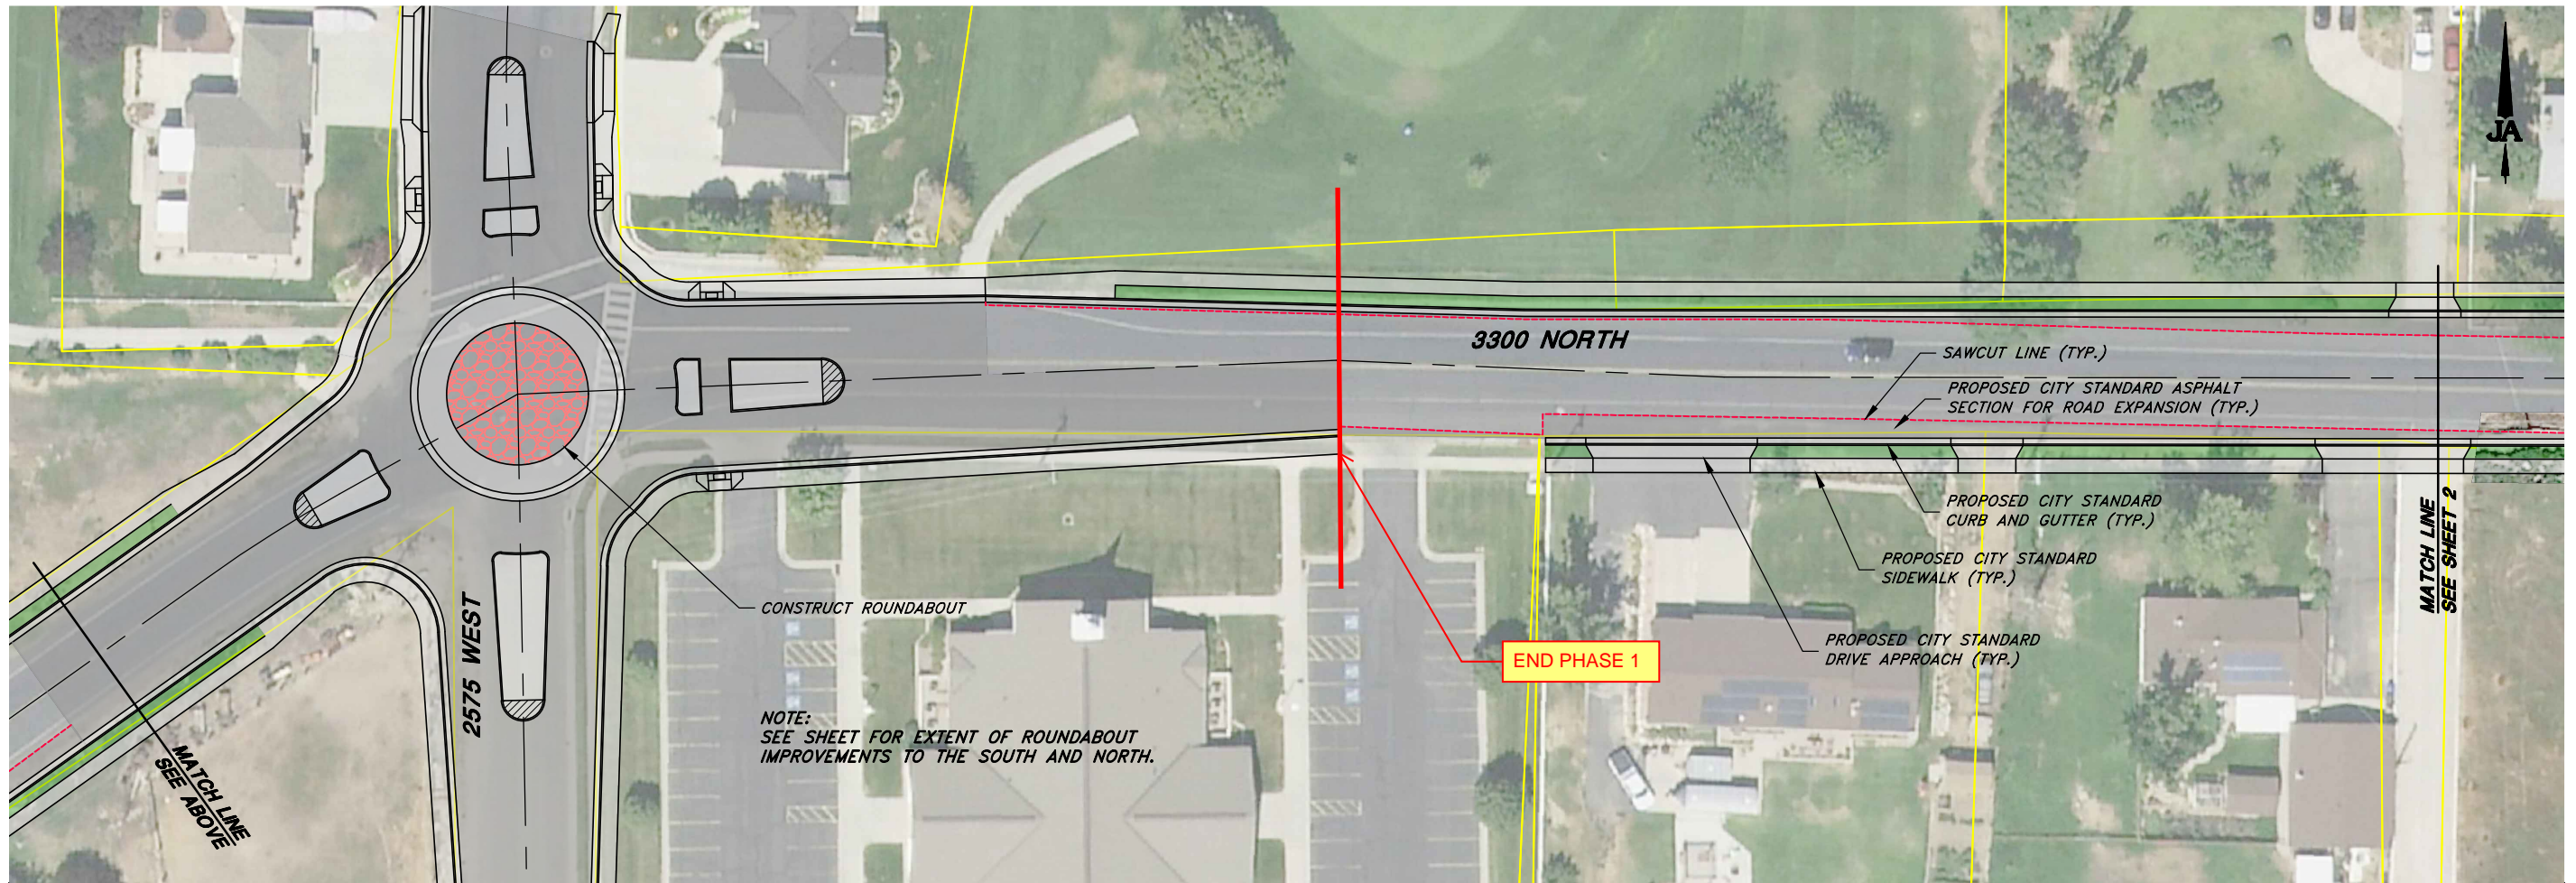 JA
3300 NORTH
SAWCUT LINE (TYP.)
PROPOSED CITY STANDARD ASPHALT
SECTION FOR ROAD EXPANSION (TYP.)
PROPOSED CITY STANDARD
CURB AND GUTTER (TYP.)
PROPOSED CITY STANDARD
SIDEWALK (TYP.)
PROPOSED CITY STANDARD
DRIVE APPROACH (TYP.)
MATCH LINE
SEE SHEET 2
CONSTRUCT ROUNDABOUT
END PHASE 1
2575 WEST
NOTE:
SEE SHEET FOR EXTENT OF ROUNDABOUT
IMPROVEMENTS TO THE SOUTH AND NORTH.
MATCH LINE
SEE ABOVE